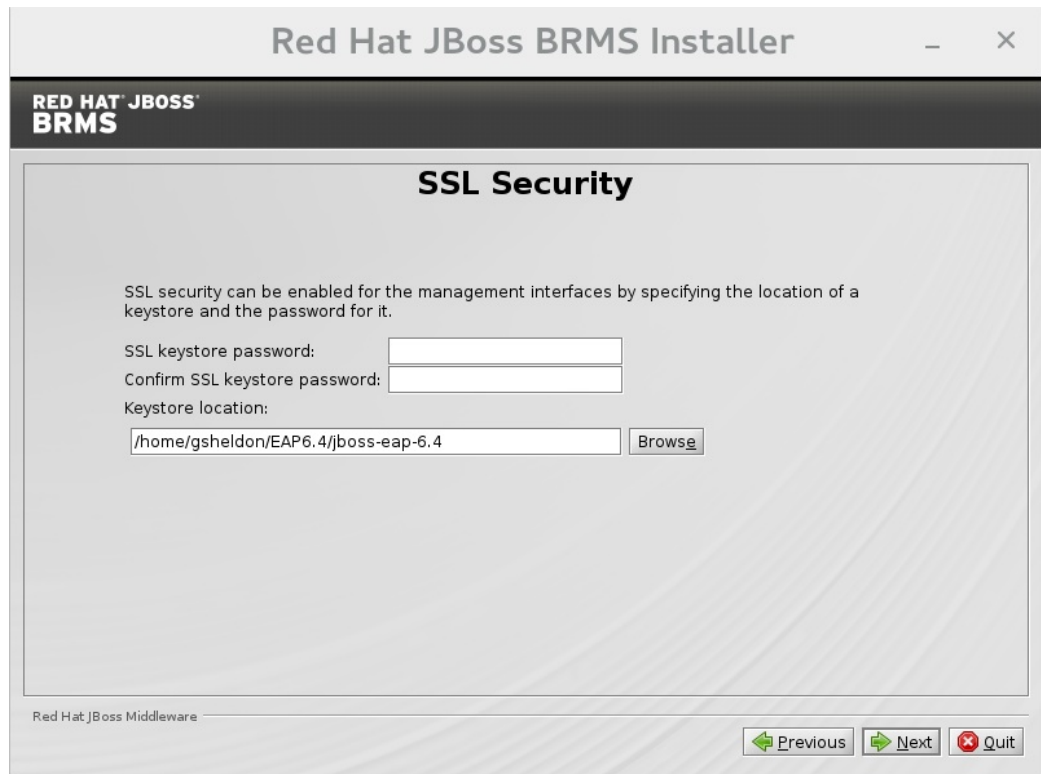 Red Hat JBoss BRMS Installer
RED HAT® JBOSS®
BRMS
SSL Security
SSL security can be enabled for the management interfaces by specifying the location of a
keystore and the password for it.
SSL keystore password:
Confirm SSL keystore password:
Keystore location:
/home/gsheldon/EAP6.4/jboss-eap-6.4 Browse
Red Hat JBoss Middleware
Previous Next Quit